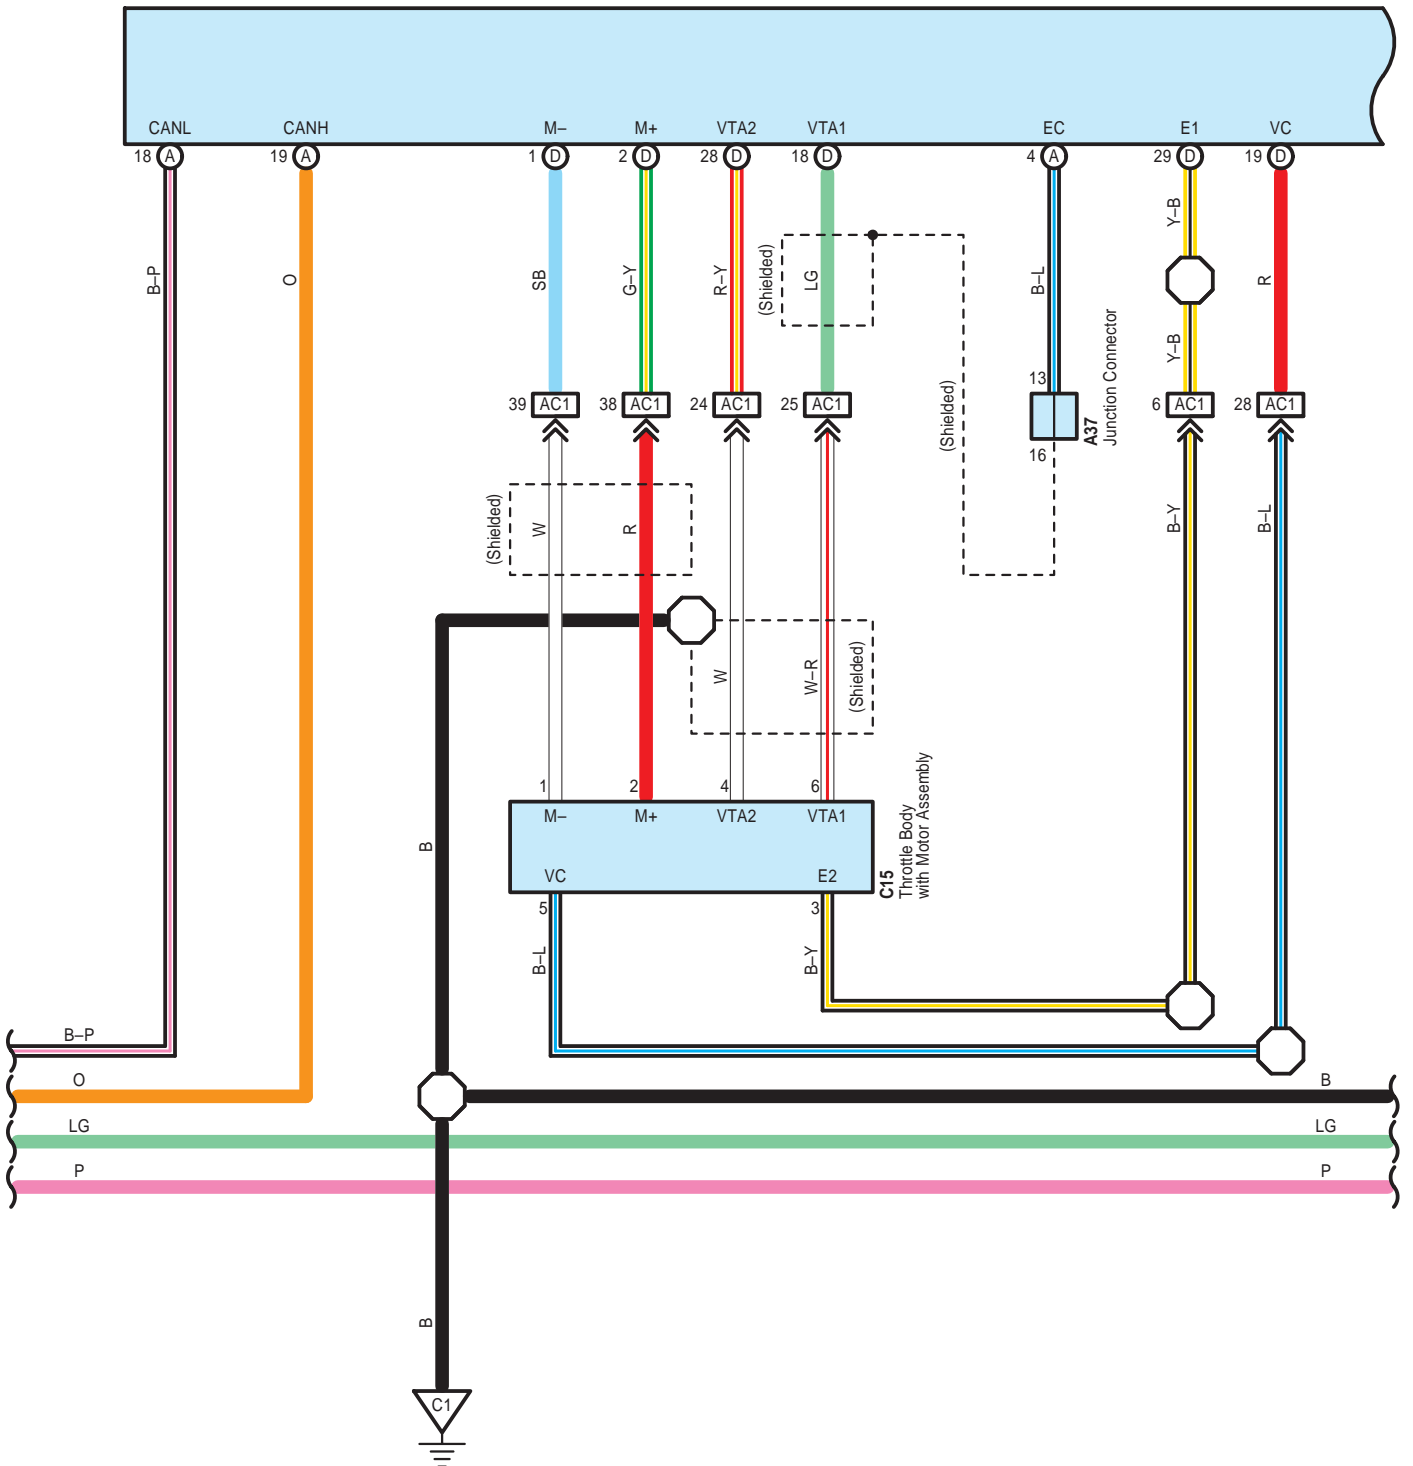 CANL CANH M– M+ VTA2 VTA1 EC E1 VC
18 A 19 A 1 D 2 D 28 D 18 D 4 A 29 D 19 D
Y–B
(Shielded)
B–P O SB G–Y R–Y LG B–L R
Y–B
13
39 AC1 38 AC1 24 AC1 25 AC1 6 AC1 28 AC1
A37
Junction Connector
(Shielded)
16
(Shielded)
W R B–Y B–L
W W–R (Shielded)
1 2 4 6
M– M+ VTA2 VTA1
VC E2
C15
Throttle Body
with Motor Assembly
B
5 3
B–L B–Y
B–P
O B
LG LG
P P
B
C1